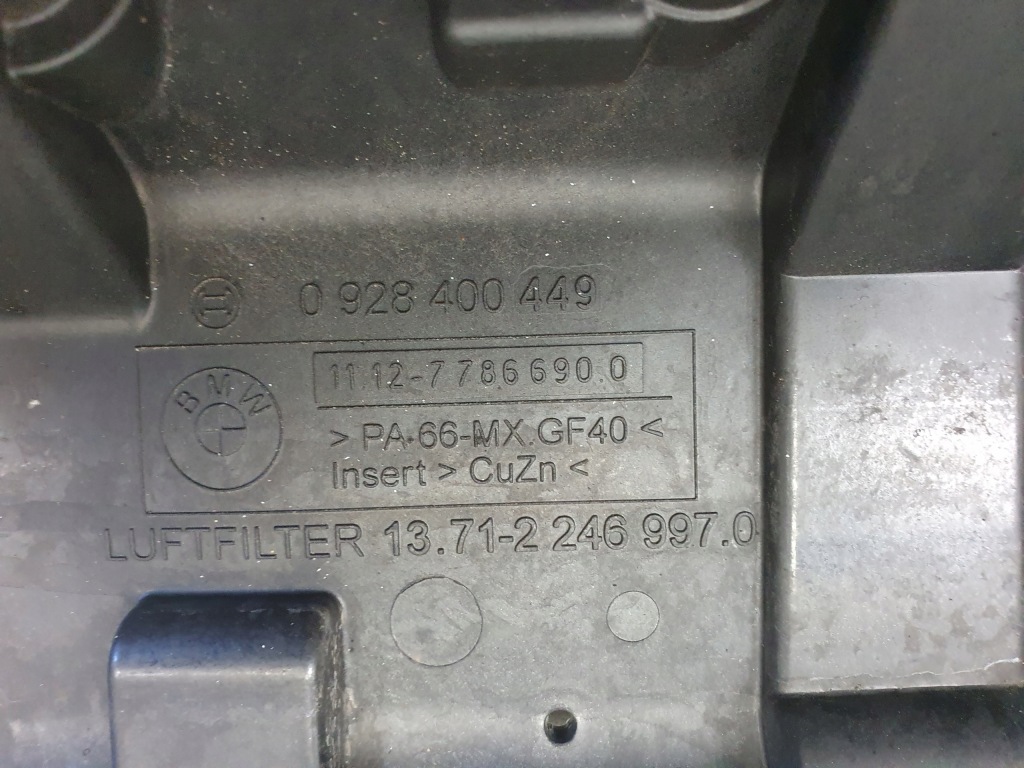 0 928 400 449
BMW
11.12-7 786 690.0
> PA-66-MX.GF40 <
Insert > CuZn <
LUFTFILTER 13.71-2 246 997.0